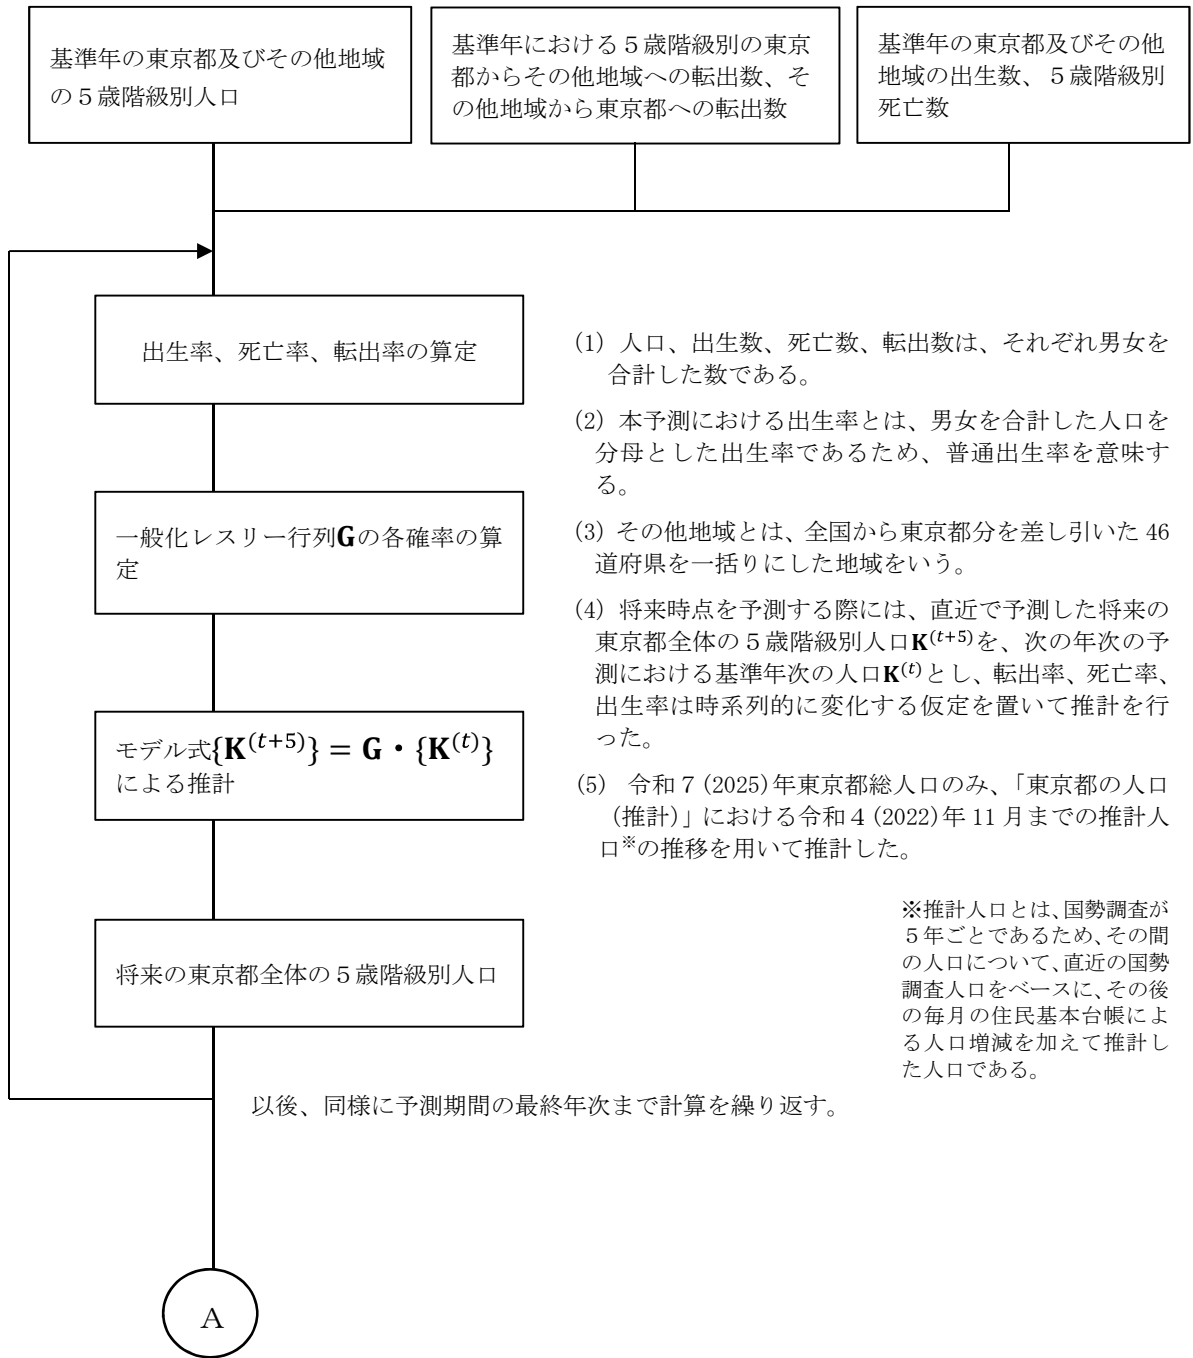 基準年の東京都及びその他地域
の５歳階級別人口
基準年における５歳階級別の東京
都からその他地域への転出数、そ
の他地域から東京都への転出数
基準年の東京都及びその他
地域の出生数、５歳階級別
死亡数
出生率、死亡率、転出率の算定
一般化レスリー行列Gの各確率の算
定
モデル式{K^(t+5)} = G・{K^(t)}
による推計
将来の東京都全体の５歳階級別人口
(1) 人口、出生数、死亡数、転出数は、それぞれ男女を
合計した数である。
(2) 本予測における出生率とは、男女を合計した人口を
分母とした出生率であるため、普通出生率を意味す
る。
(3) その他地域とは、全国から東京都分を差し引いた 46
道府県を一括りにした地域をいう。
(4) 将来時点を予測する際には、直近で予測した将来の
東京都全体の５歳階級別人口K^(t+5)を、次の年次の予
測における基準年次の人口K^(t)とし、転出率、死亡率、
出生率は時系列的に変化する仮定を置いて推計を行
った。
(5) 令和７(2025)年東京都総人口のみ、「東京都の人口
(推計)」における令和４(2022)年 11 月までの推計人
口※の推移を用いて推計した。
※推計人口とは、国勢調査が
５年ごとであるため、その間
の人口について、直近の国勢
調査人口をベースに、その後
の毎月の住民基本台帳によ
る人口増減を加えて推計し
た人口である。
以後、同様に予測期間の最終年次まで計算を繰り返す。
A